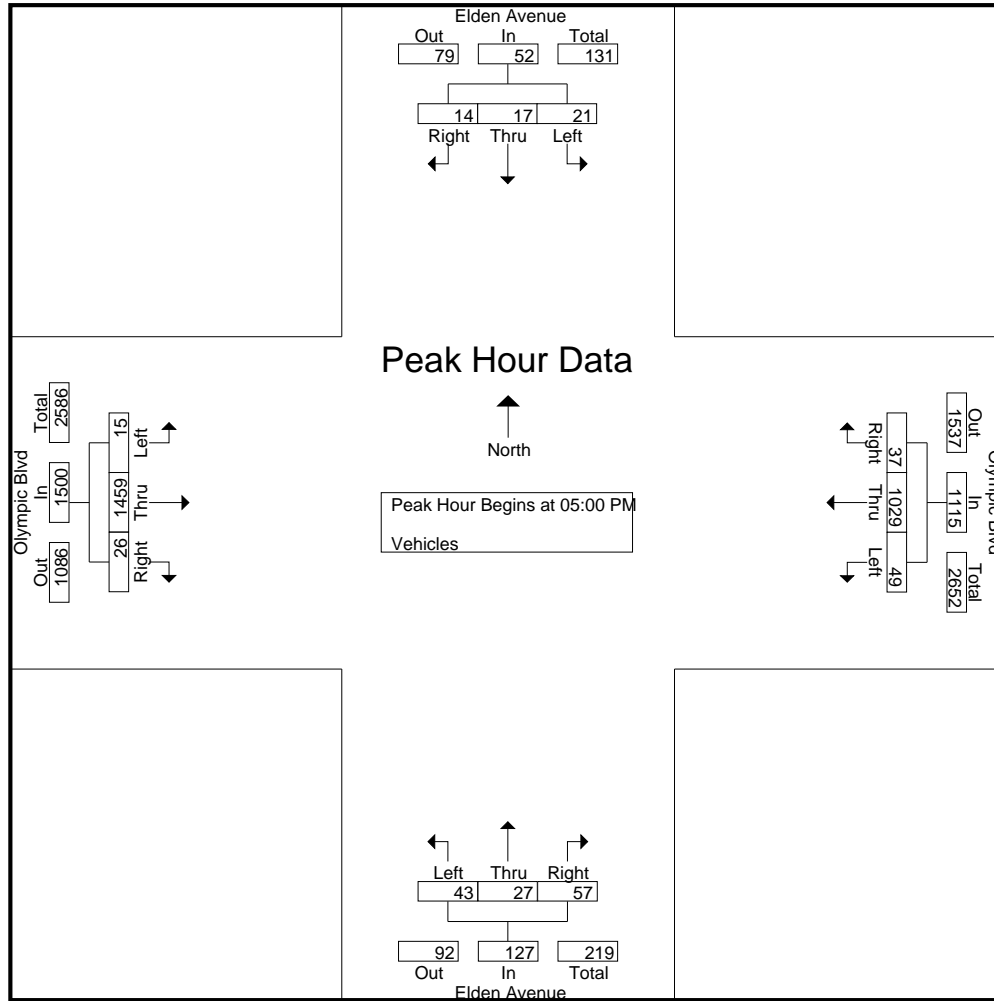 Elden Avenue
Out In Total
79 52 131
14 17 21
Right Thru Left
Peak Hour Data
North
Peak Hour Begins at 05:00 PM
Vehicles
Olympic Blvd
Out In Total
1086 1500 2586
26 1459 15
Right Thru Left
Olympic Blvd
Out In Total
1537 1115 2652
37 1029 49
Right Thru Left
Left Thru Right
43 27 57
92 127 219
Out In Total
Elden Avenue